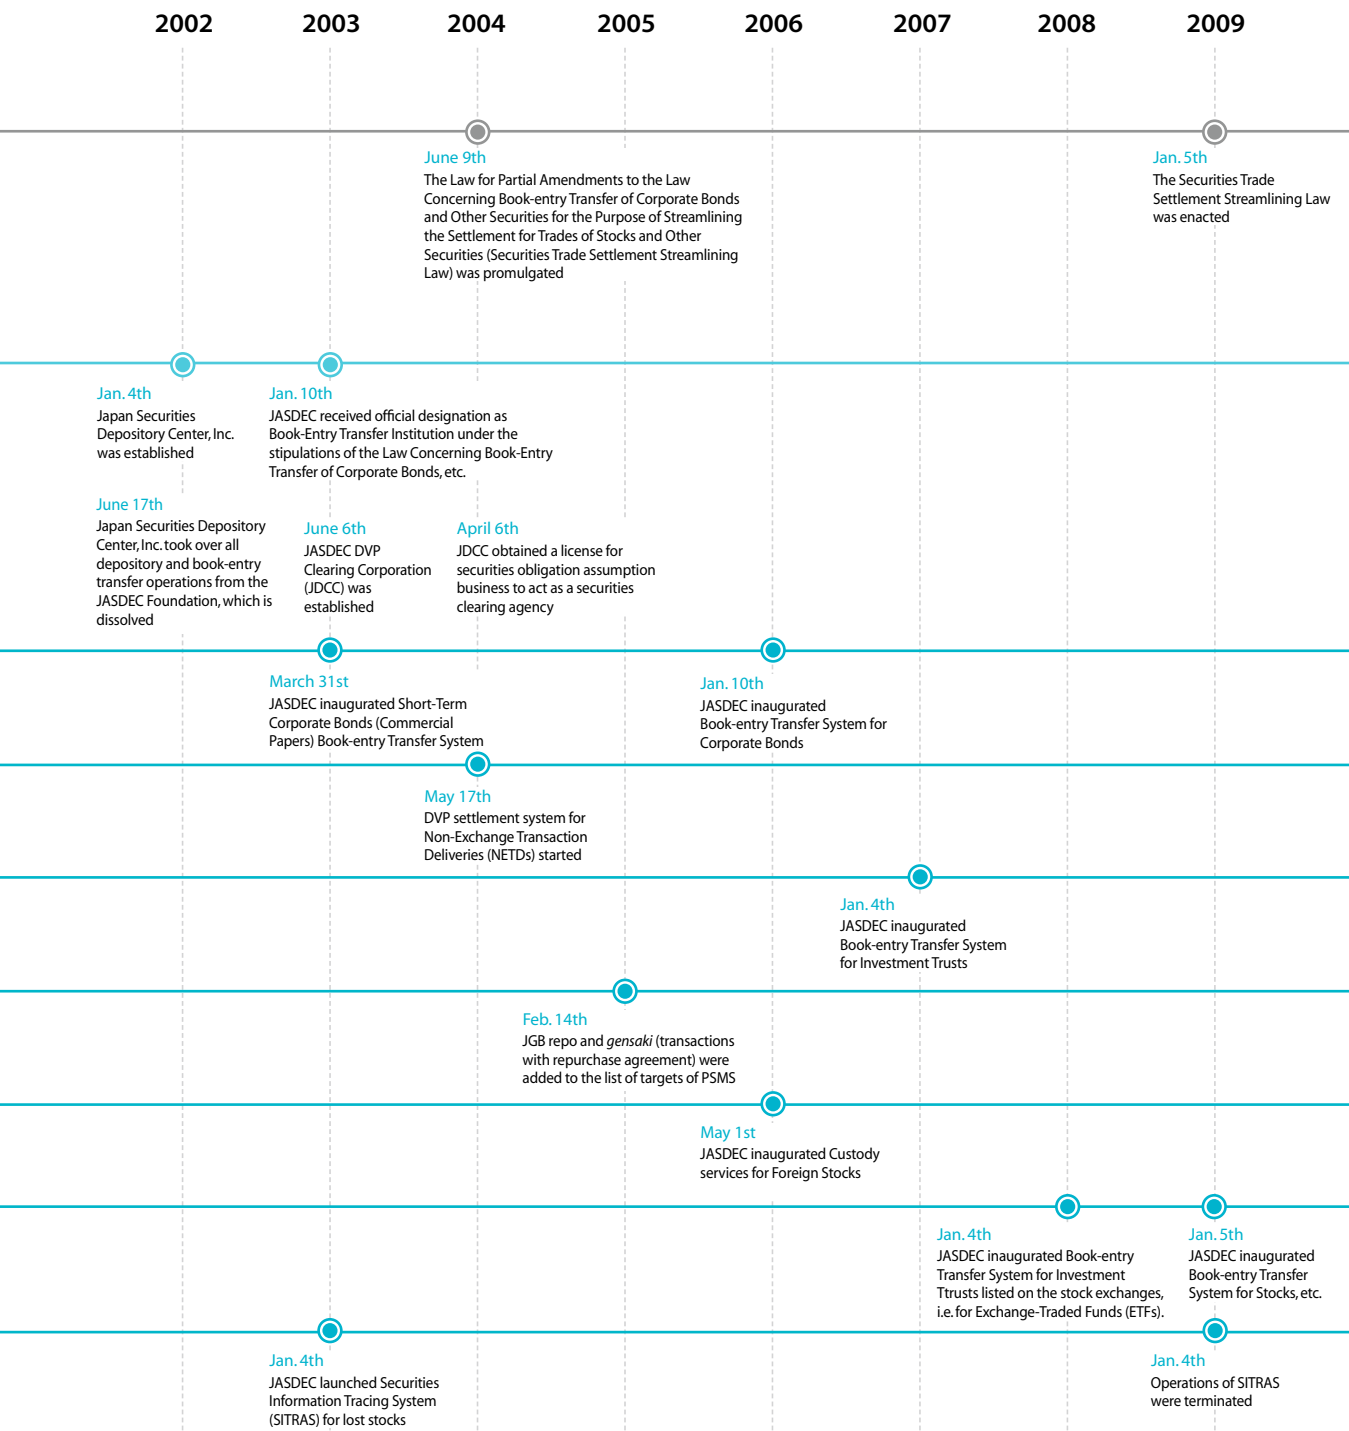 2002 2003 2004 2005 2006 2007 2008 2009
June 9th
The Law for Partial Amendments to the Law
Concerning Book-entry Transfer of Corporate Bonds
and Other Securities for the Purpose of Streamlining
the Settlement for Trades of Stocks and Other
Securities (Securities Trade Settlement Streamlining
Law) was promulgated
Jan. 5th
The Securities Trade
Settlement Streamlining Law
was enacted
Jan. 4th
Japan Securities
Depository Center, Inc.
was established
Jan. 10th
JASDEC received official designation as
Book-Entry Transfer Institution under the
stipulations of the Law Concerning Book-Entry
Transfer of Corporate Bonds, etc.
June 17th
Japan Securities Depository
Center, Inc. took over all
depository and book-entry
transfer operations from the
JASDEC Foundation, which is
dissolved
June 6th
JASDEC DVP
Clearing Corporation
(JDCC) was
established
April 6th
JDCC obtained a license for
securities obligation assumption
business to act as a securities
clearing agency
March 31st
JASDEC inaugurated Short-Term
Corporate Bonds (Commercial
Papers) Book-entry Transfer System
Jan. 10th
JASDEC inaugurated
Book-entry Transfer System for
Corporate Bonds
May 17th
DVP settlement system for
Non-Exchange Transaction
Deliveries (NETDs) started
Jan. 4th
JASDEC inaugurated
Book-entry Transfer System
for Investment Trusts
Feb. 14th
JGB repo and gensaki (transactions
with repurchase agreement) were
added to the list of targets of PSMS
May 1st
JASDEC inaugurated Custody
services for Foreign Stocks
Jan. 4th
JASDEC inaugurated Book-entry
Transfer System for Investment
Ttrusts listed on the stock exchanges,
i.e. for Exchange-Traded Funds (ETFs).
Jan. 5th
JASDEC inaugurated
Book-entry Transfer
System for Stocks, etc.
Jan. 4th
JASDEC launched Securities
Information Tracing System
(SITRAS) for lost stocks
Jan. 4th
Operations of SITRAS
were terminated